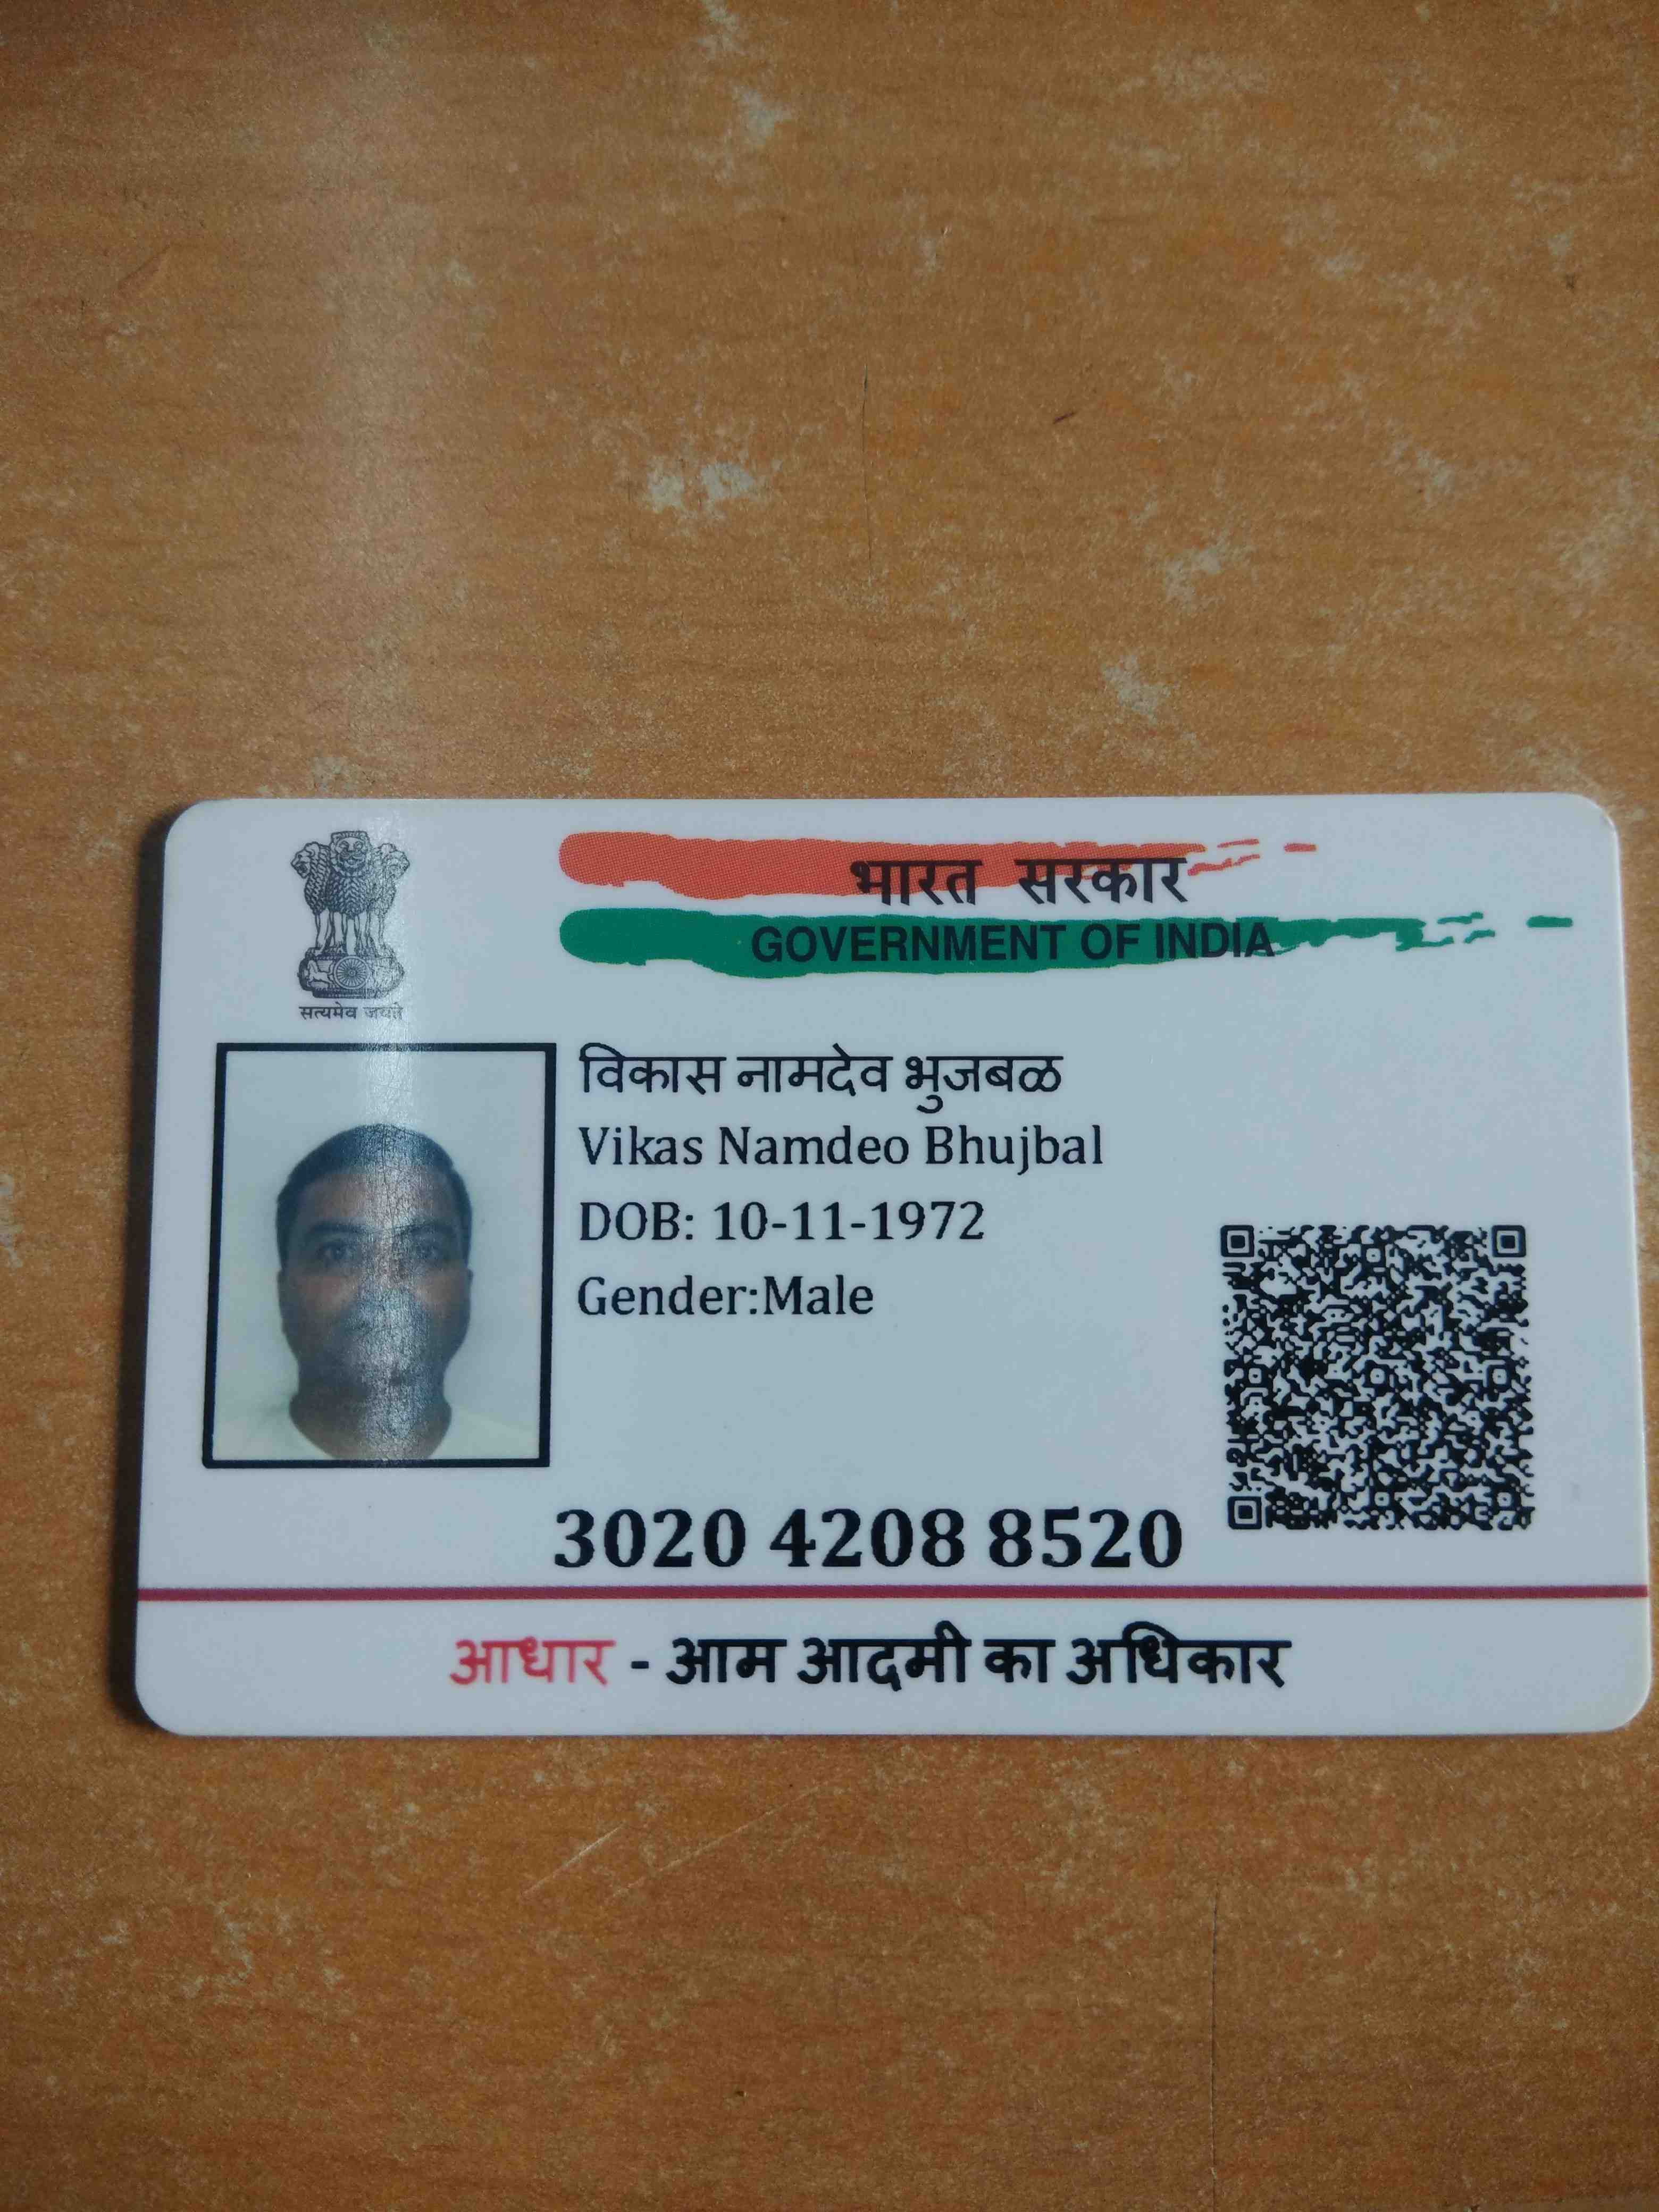 भारत सरकार
GOVERNMENT OF INDIA
सत्यमेव जयते
विकास नामदेव भुजबळ
Vikas Namdeo Bhujbal
DOB: 10-11-1972
Gender:Male
3020 4208 8520
आधार - आम आदमी का अधिकार